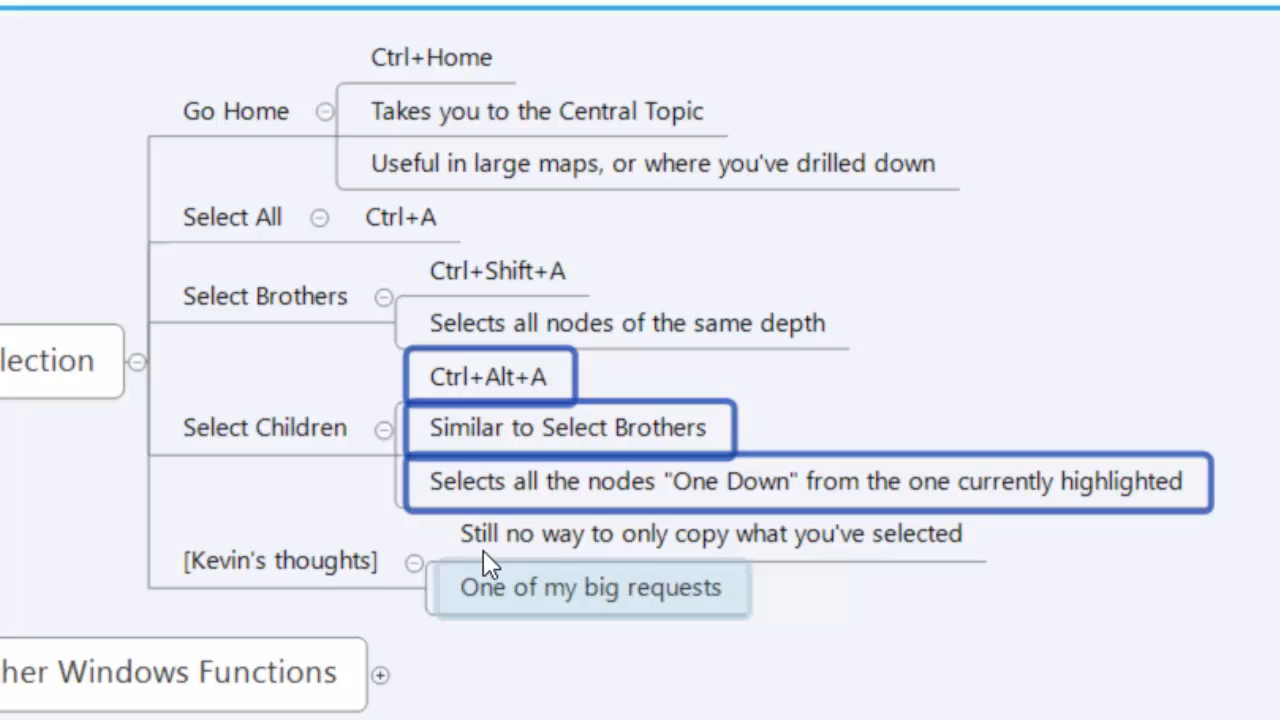 Ctrl+Home
Go Home
Takes you to the Central Topic
Useful in large maps, or where you've drilled down
Select All
Ctrl+A
Ctrl+Shift+A
Select Brothers
Selects all nodes of the same depth
lection
Ctrl+Alt+A
Select Children
Similar to Select Brothers
Selects all the nodes "One Down" from the one currently highlighted
Still no way to only copy what you've selected
[Kevin's thoughts]
One of my big requests
her Windows Functions